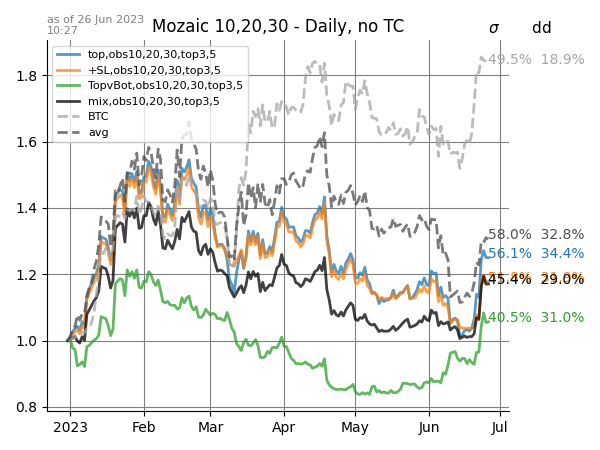 as of 26 Jun 2023
10:27
Mozaic 10,20,30 - Daily, no TC
σ dd
top,obs10,20,30,top3,5
+SL,obs10,20,30,top3,5
TopvBot,obs10,20,30,top3,5
mix,obs10,20,30,top3,5
BTC
avg
49.5% 18.9%
58.0% 32.8%
56.1% 34.4%
45.4% 29.0%
40.5% 31.0%
1.8
1.6
1.4
1.2
1.0
0.8
2023 Feb Mar Apr May Jun Jul